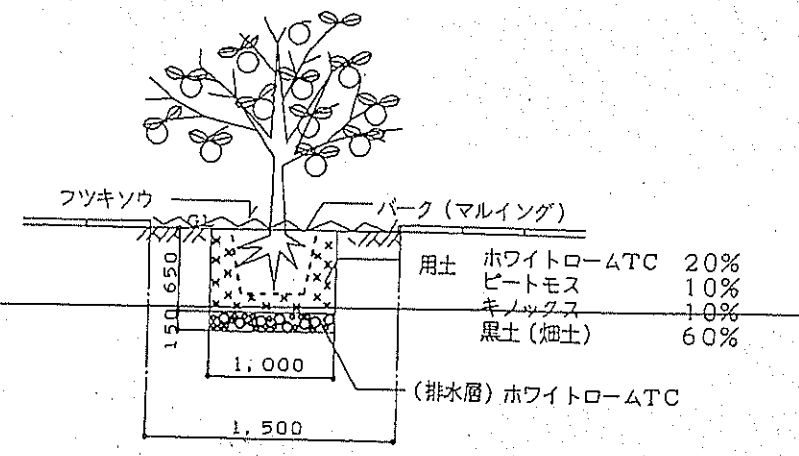 フツキソウ
バーク(マルイング)
GL
用土 ホワイトロームTC 20%
ピートモス 10%
キノックス 10%
黒土(畑土) 60%
650
150
1,000
(排水層)ホワイトロームTC
1,500